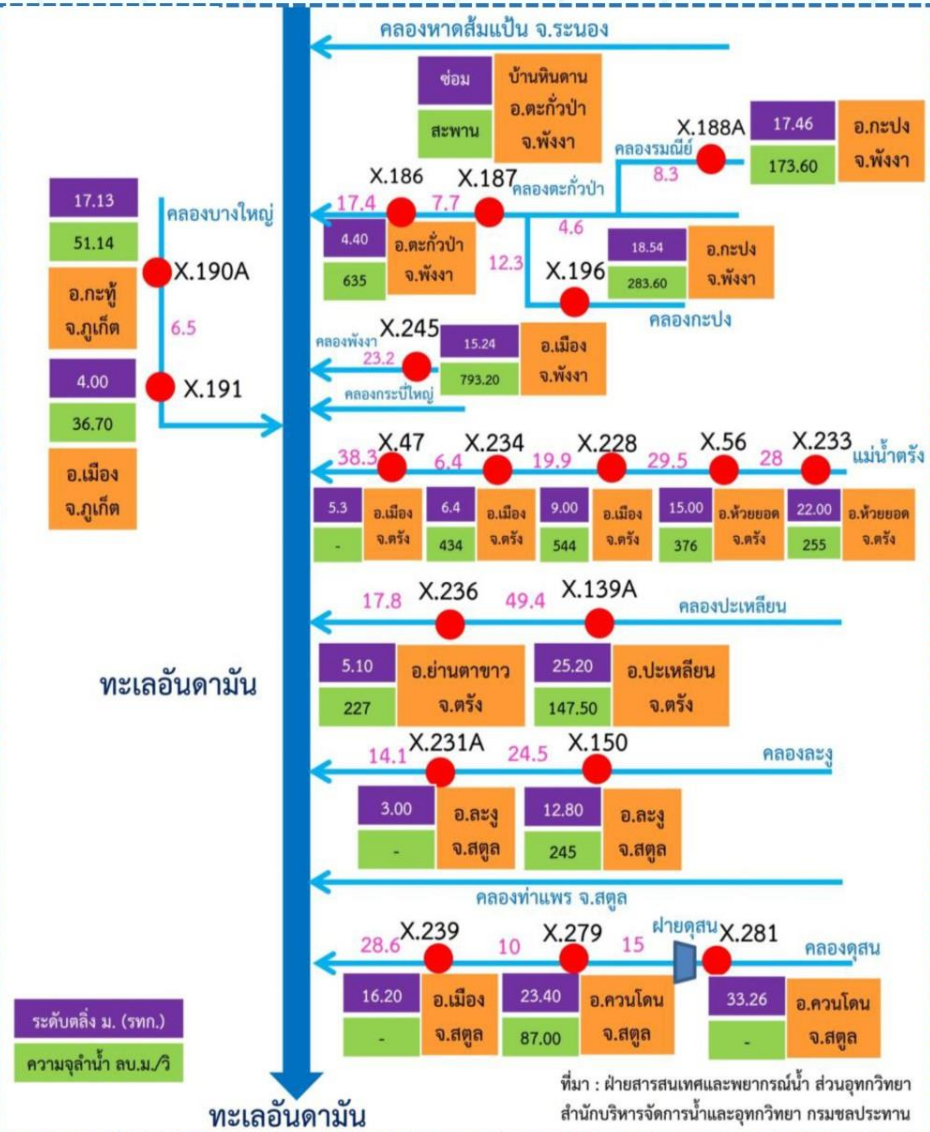 คลองหาดส้มแป้น จ.ระนอง
ซ่อม
สะพาน
บ้านหินดาน
อ.ตะกั่วป่า
จ.พังงา
X.188A
17.46
173.60
อ.กะปง
จ.พังงา
คลองรมณีย์
8.3
X.186
X.187
คลองตะกั่วป่า
17.4
7.7
4.6
4.40
635
อ.ตะกั่วป่า
จ.พังงา
12.3
X.196
18.54
283.60
อ.กะปง
จ.พังงา
คลองกะปง
17.13
51.14
อ.กะทู้
จ.ภูเก็ต
คลองบางใหญ่
X.190A
6.5
4.00
36.70
อ.เมือง
จ.ภูเก็ต
X.191
คลองพังงา
23.2
X.245
15.24
793.20
อ.เมือง
จ.พังงา
คลองกระบี่ใหญ่
X.47
X.234
X.228
X.56
X.233
แม่น้ำตรัง
38.3
6.4
19.9
29.5
28
5.3
-
อ.เมือง
จ.ตรัง
6.4
434
อ.เมือง
จ.ตรัง
9.00
544
อ.เมือง
จ.ตรัง
15.00
376
อ.ห้วยยอด
จ.ตรัง
22.00
255
อ.ห้วยยอด
จ.ตรัง
17.8
X.236
49.4
X.139A
คลองปะเหลียน
5.10
227
อ.ย่านตาขาว
จ.ตรัง
25.20
147.50
อ.ปะเหลียน
จ.ตรัง
ทะเลอันดามัน
14.1
X.231A
24.5
X.150
คลองละงู
3.00
-
อ.ละงู
จ.สตูล
12.80
245
อ.ละงู
จ.สตูล
คลองท่าแพร จ.สตูล
28.6
X.239
10
X.279
15
ฝายดุสน
X.281
คลองดุสน
16.20
-
อ.เมือง
จ.สตูล
23.40
87.00
อ.ควนโดน
จ.สตูล
33.26
-
อ.ควนโดน
จ.สตูล
ระดับตลิ่ง ม. (รทก.)
ความจุลำน้ำ ลบ.ม./วิ
ทะเลอันดามัน
ที่มา : ฝ่ายสารสนเทศและพยากรณ์น้ำ ส่วนอุทกวิทยา
สำนักบริหารจัดการน้ำและอุทกวิทยา กรมชลประทาน